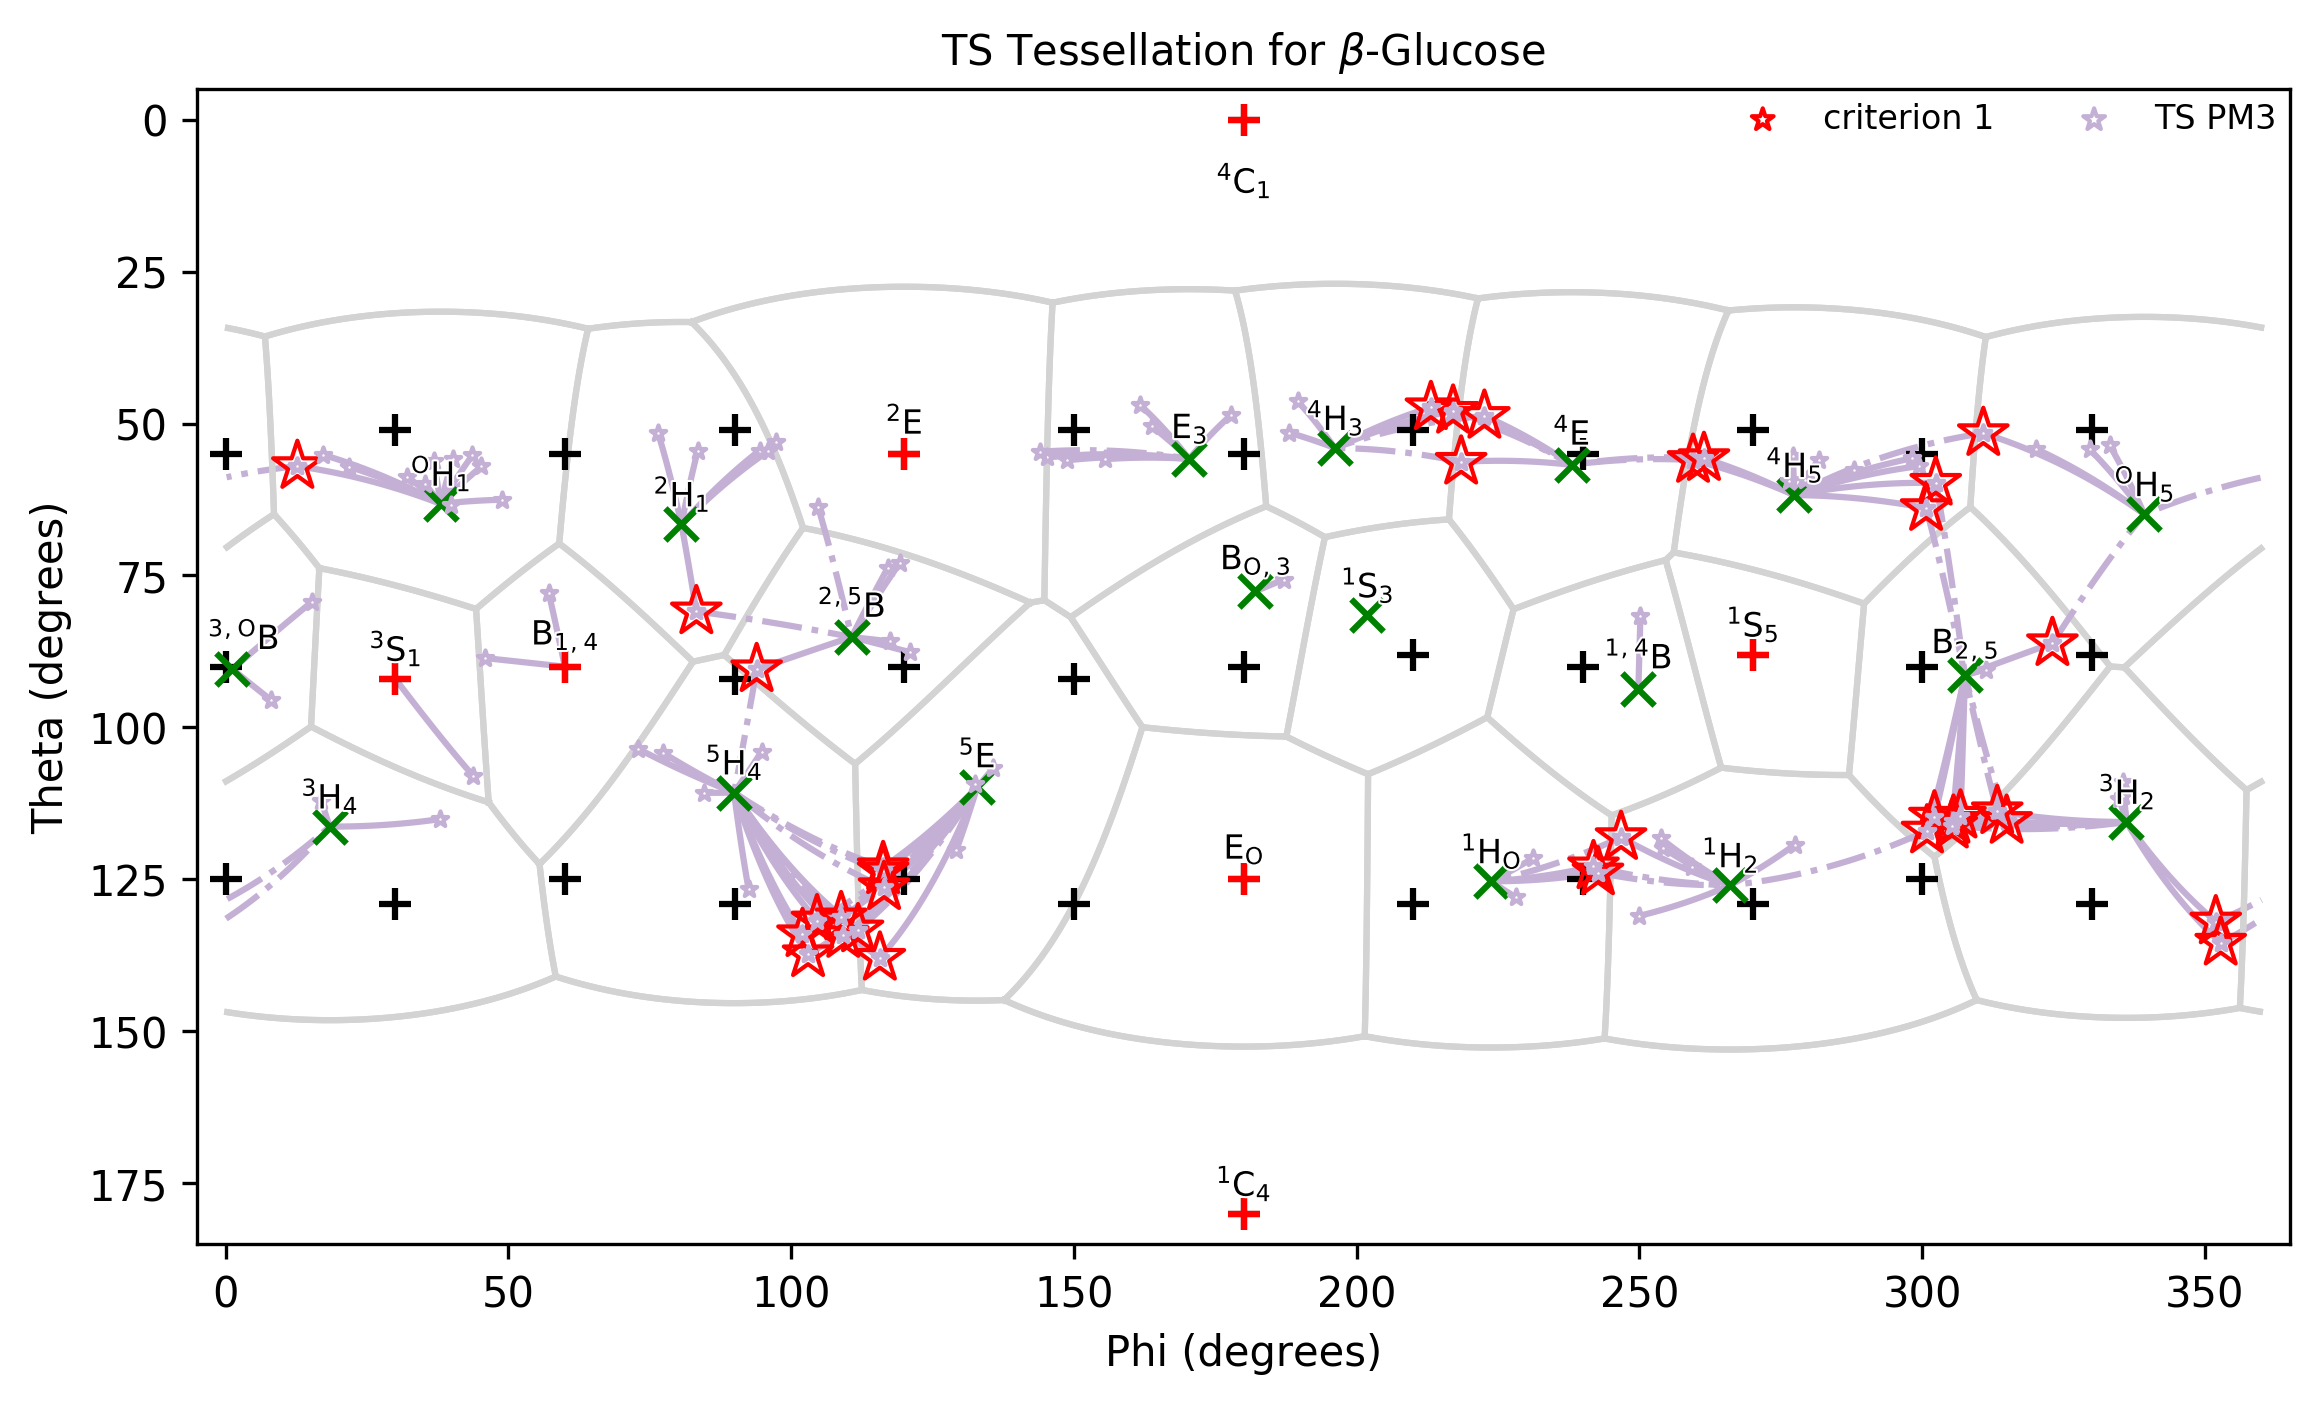 TS Tessellation for β-Glucose
criterion 1
TS PM3
⁴C₁
²E
E₃
⁴H₃
⁴E
⁴H₅
ᴼH₅
ᴼH₁
²H₁
²,⁵B
B_O,3
¹S₃
¹S₅
¹,⁴B
B₂,₅
³,ᴼB
³S₁
B₁,₄
⁵H₄
⁵E
³H₄
³H₂
E_O
¹H_O
¹H₂
¹C₄
0
25
50
75
100
125
150
175
Theta (degrees)
0 50 100 150 200 250 300 350
Phi (degrees)